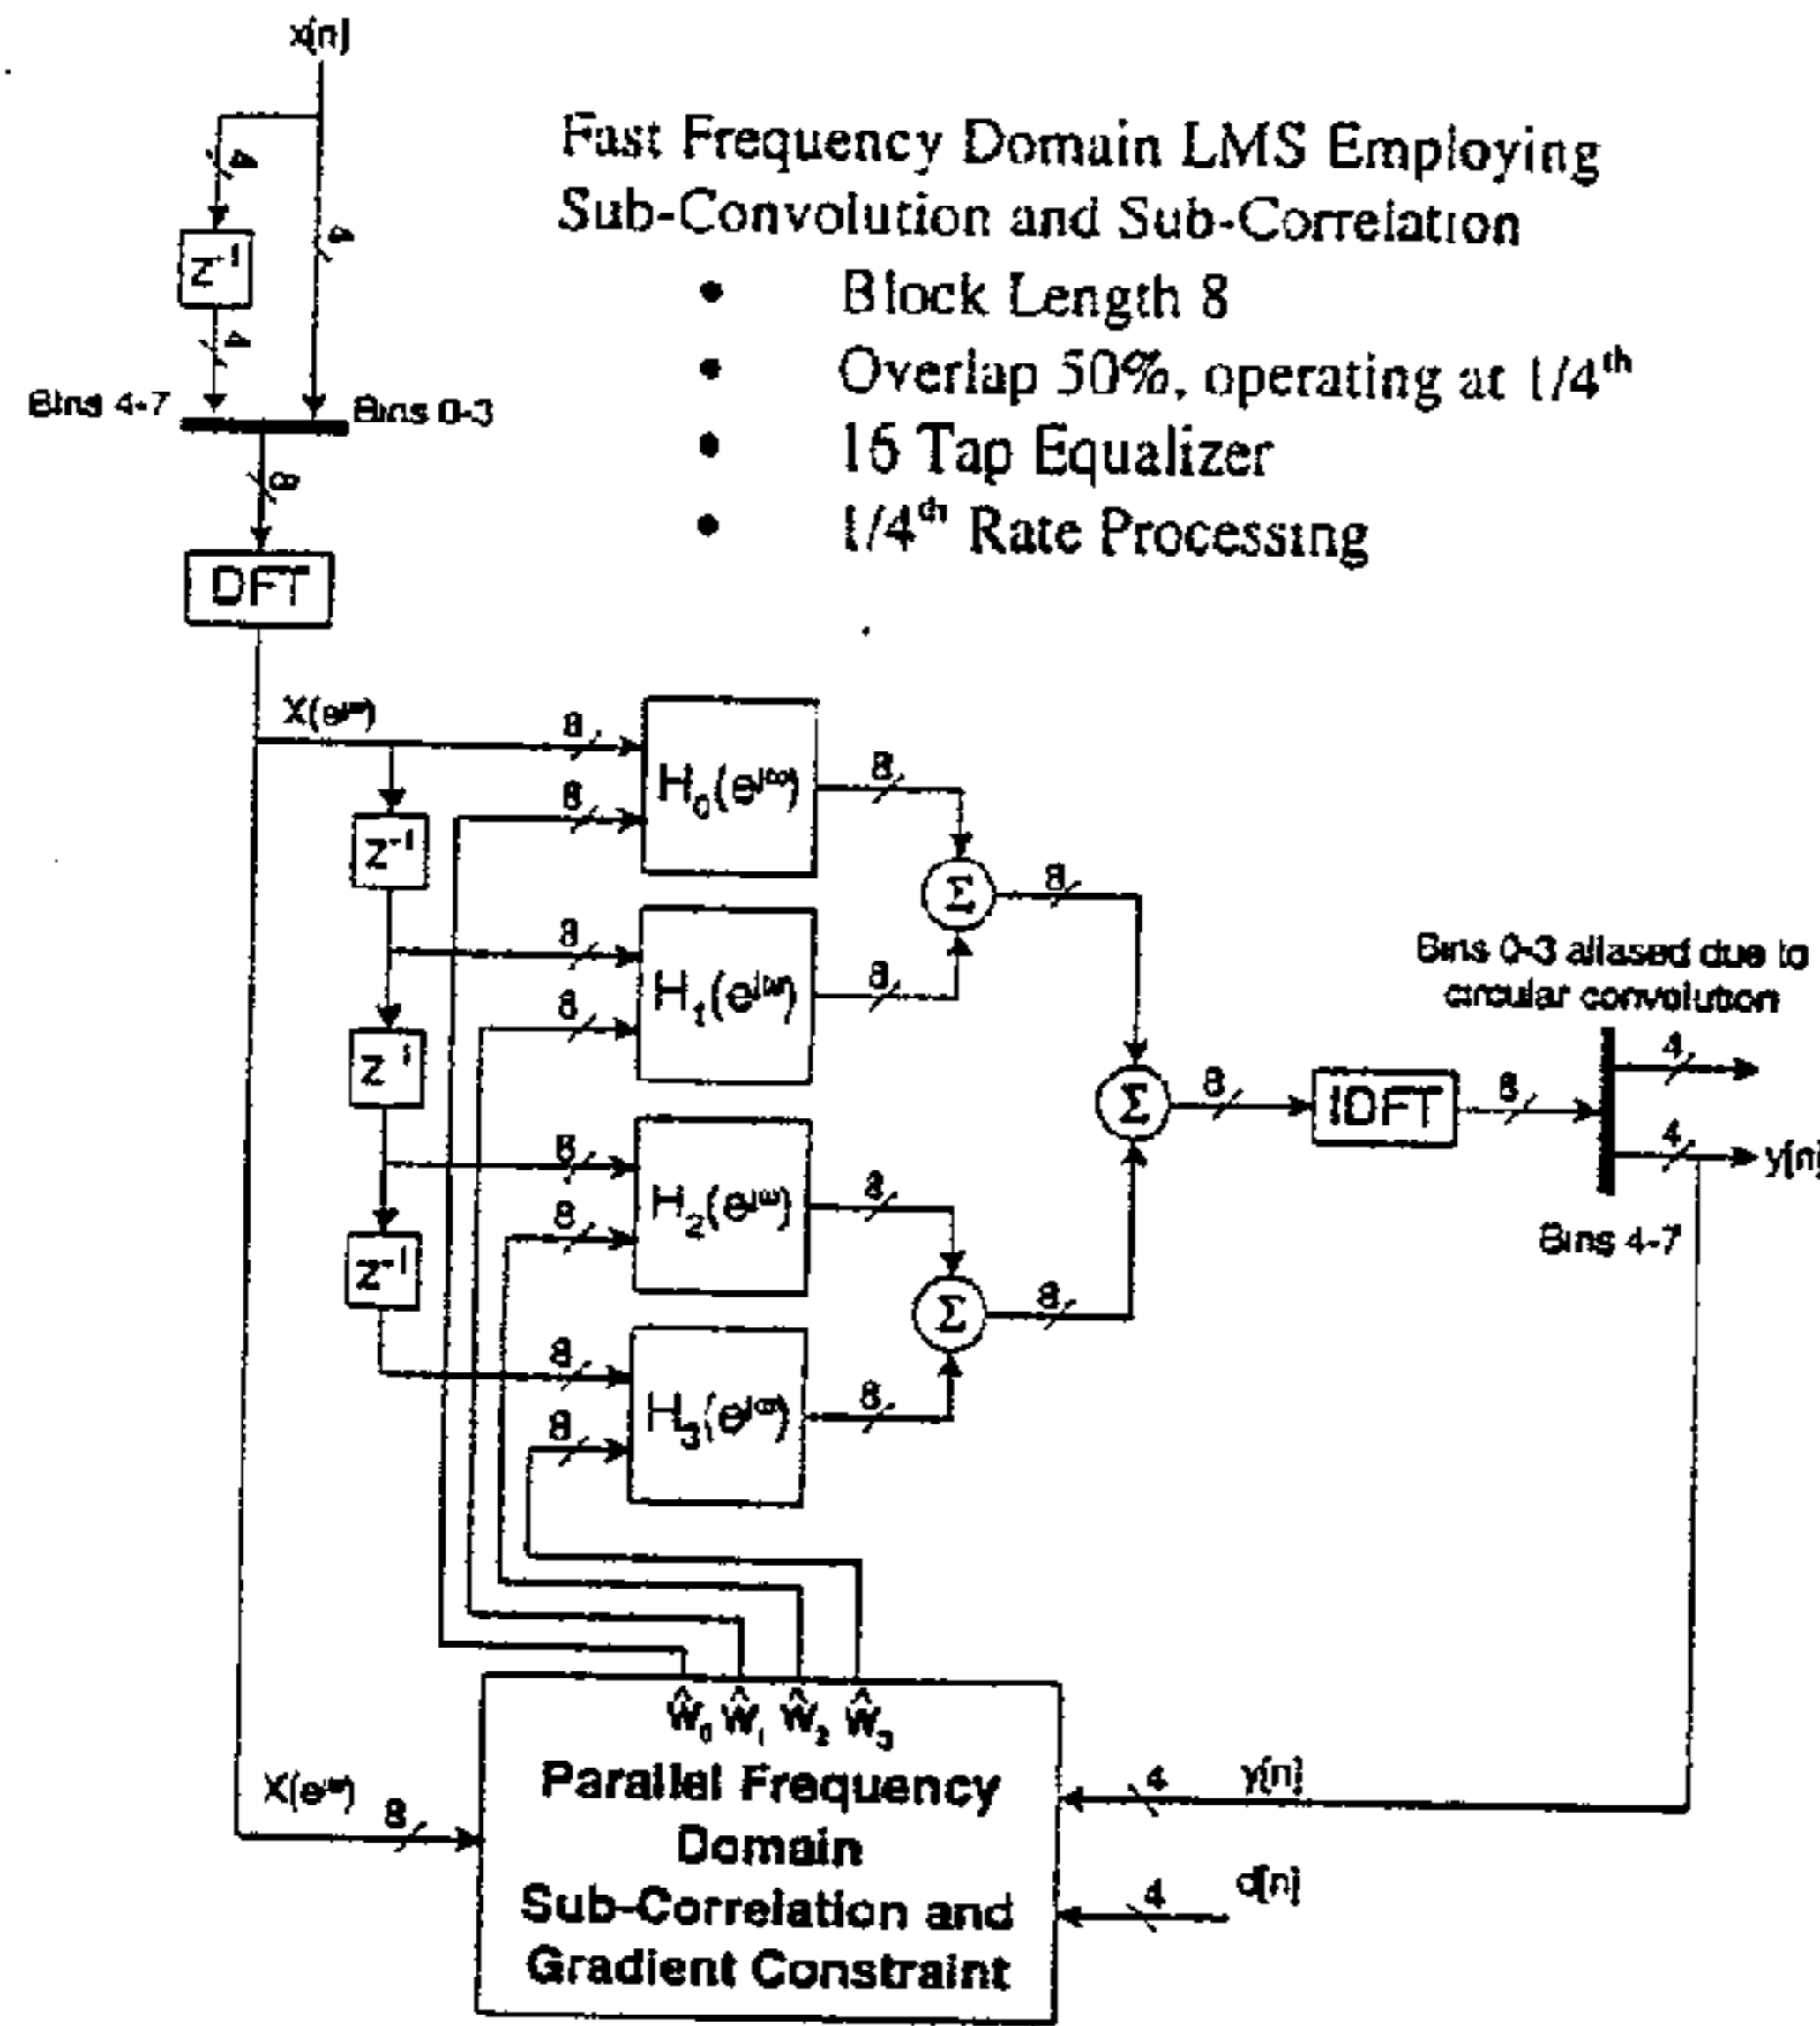 x[n]
Fast Frequency Domain LMS Employing
Sub-Convolution and Sub-Correlation
• Block Length 8
• Overlap 50%, operating at 1/4th
• 16 Tap Equalizer
• 1/4th Rate Processing
4
4
z⁻¹
4
Bins 4-7
Bins 0-3
8
DFT
X(e^jω)
8
8
H₀(e^jω)
8
z⁻¹
Σ
8
8
8
H₁(e^jω)
8
Bins 0-3 aliased due to
circular convolution
z⁻¹
Σ
8
IDFT
8
4
4
y[n]
Bins 4-7
8
8
H₂(e^jω)
8
z⁻¹
Σ
8
8
8
H₃(e^jω)
8
Ŵ₀ Ŵ₁ Ŵ₂ Ŵ₃
Parallel Frequency
Domain
Sub-Correlation and
Gradient Constraint
X(e^jω)
8
4
y[n]
4
d[n]